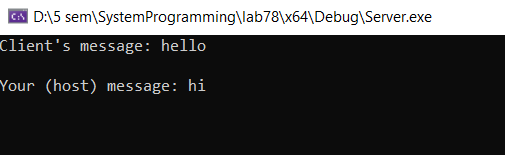 D:\5 sem\SystemProgramming\lab78\x64\Debug\Server.exe
Client's message: hello
Your (host) message: hi